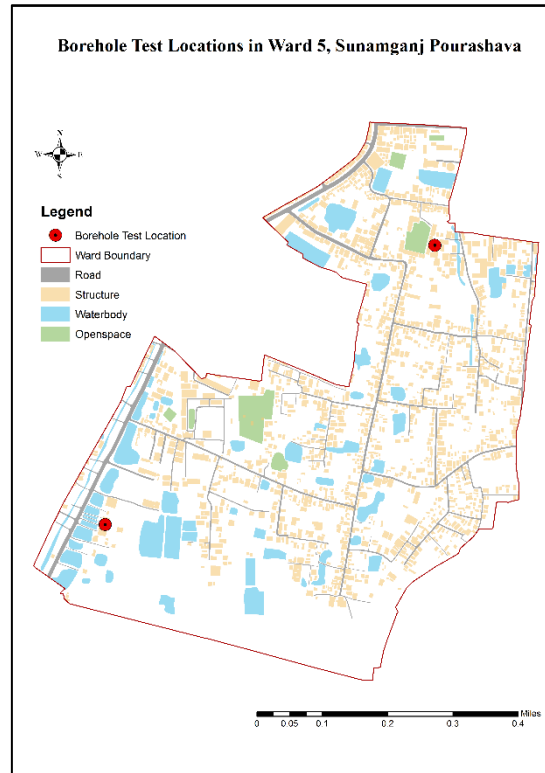 Borehole Test Locations in Ward 5, Sunamganj Pourashava
N
W E
S
Legend
Borehole Test Location
Ward Boundary
Road
Structure
Waterbody
Openspace
Miles
0 0.05 0.1 0.2 0.3 0.4